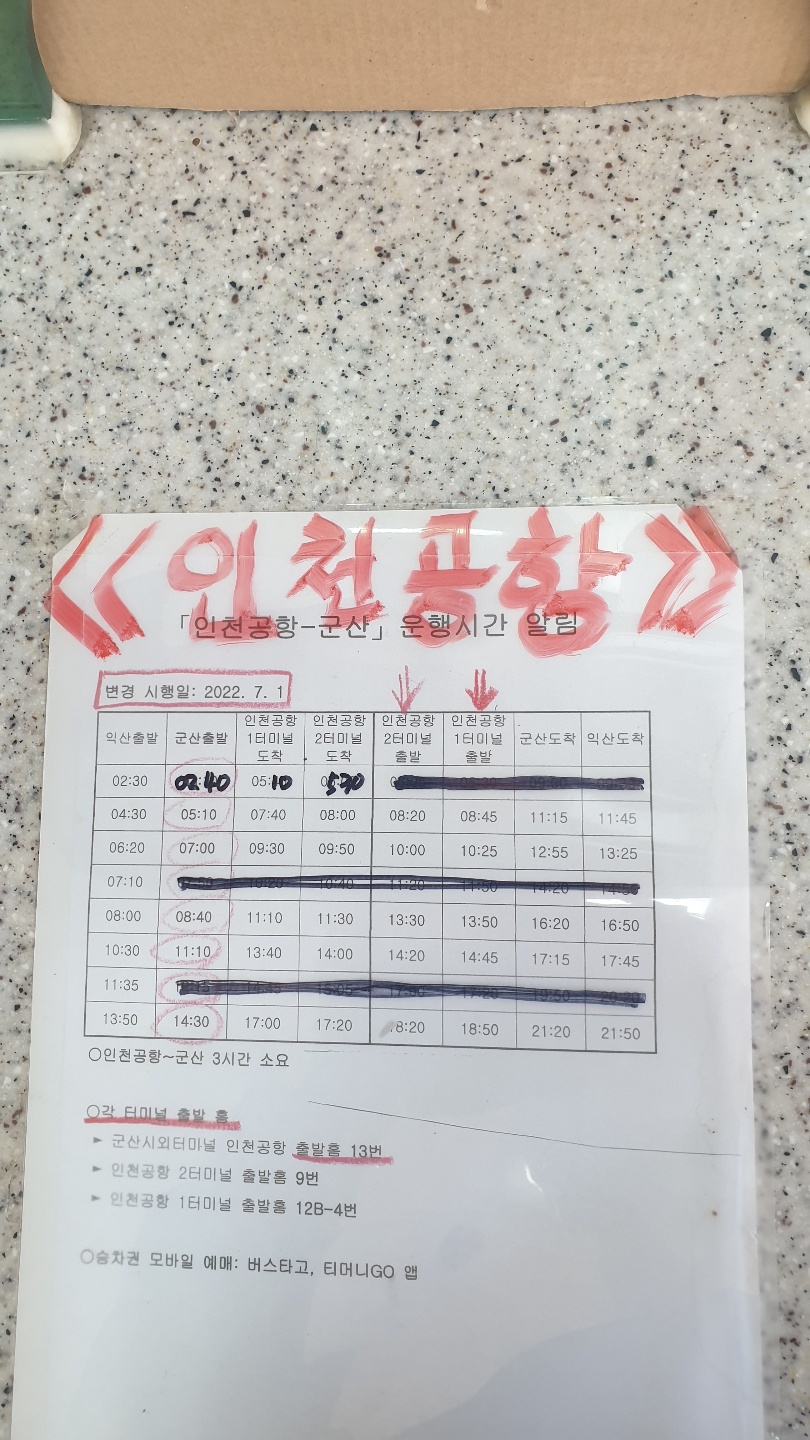 《인천공항》
「인천공항-군산」 운행시간 알림
변경 시행일: 2022. 7. 1
익산출발 군산출발 인천공항 1터미널 도착 인천공항 2터미널 도착 인천공항 2터미널 출발 인천공항 1터미널 출발 군산도착 익산도착
02:30 02:40 05:10
04:30 05:10 07:40 08:00 08:20 08:45 11:15 11:45
06:20 07:00 09:30 09:50 10:00 10:25 12:55 13:25
07:10
08:00 08:40 11:10 11:30 13:30 13:50 16:20 16:50
10:30 11:10 13:40 14:00 14:20 14:45 17:15 17:45
11:35
13:50 14:30 17:00 17:20 18:20 18:50 21:20 21:50
○인천공항~군산 3시간 소요
○각 터미널 출발 홈
► 군산시외터마널 인천공항 출발홈 13번
► 인천공항 2터미널 출발홈 9번
► 인천공항 1터미널 출발홈 12B-4번
○승차권 모바일 예매: 버스타고, 티머니GO 앱